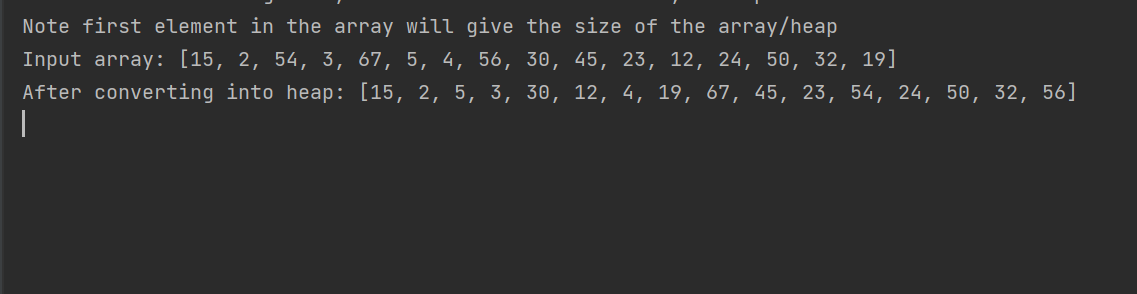 Note first element in the array will give the size of the array/heap
Input array: [15, 2, 54, 3, 67, 5, 4, 56, 30, 45, 23, 12, 24, 50, 32, 19]
After converting into heap: [15, 2, 5, 3, 30, 12, 4, 19, 67, 45, 23, 54, 24, 50, 32, 56]